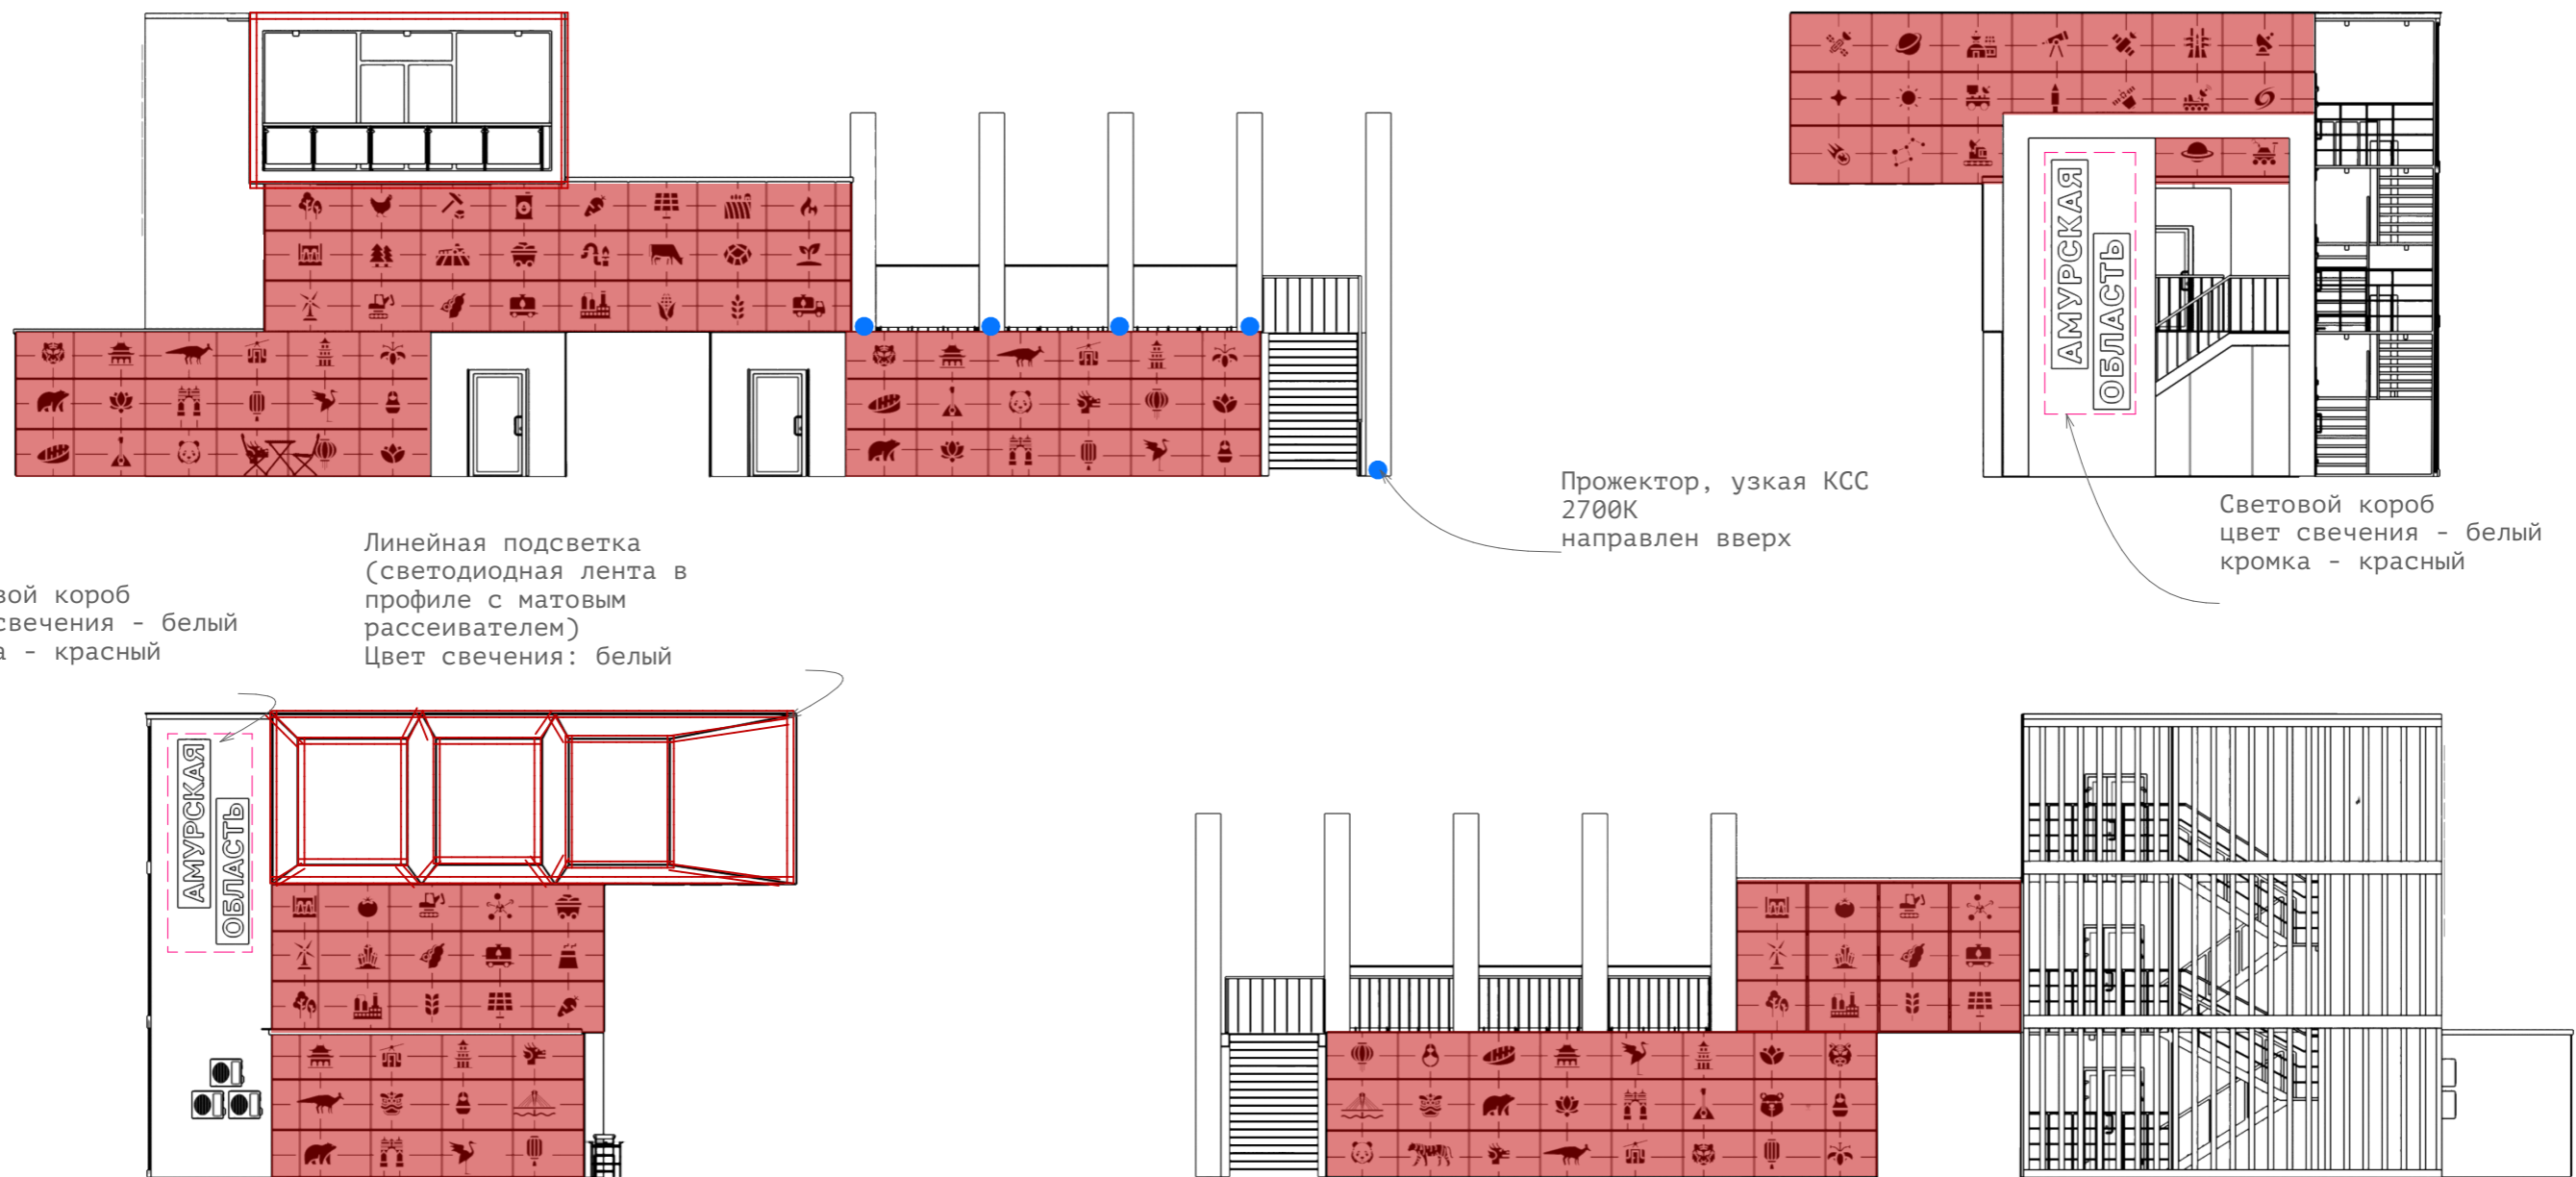 АМУРСКАЯ
ОБЛАСТЬ
Прожектор, узкая КСС
2700К
направлен вверх
Световой короб
цвет свечения - белый
кромка - красный
Линейная подсветка
(светодиодная лента в
профиле с матовым
рассеивателем)
Цвет свечения: белый
вой короб
свечения - белый
а - красный
АМУРСКАЯ
ОБЛАСТЬ